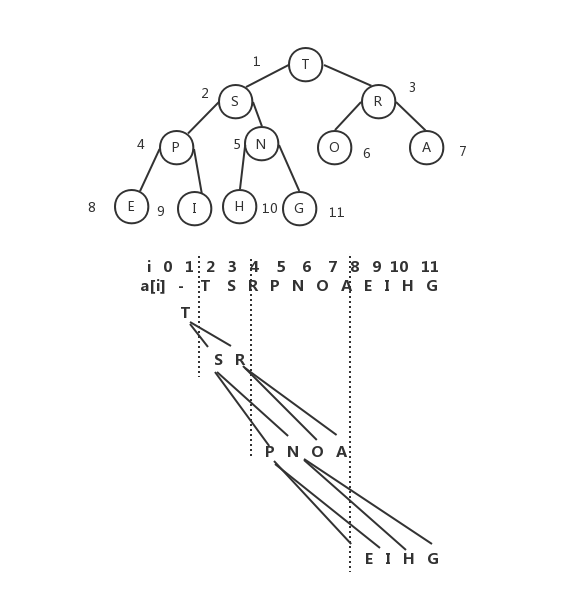 1 T
2 S R 3
4 P 5 N O 6 A 7
8 E 9 I H 10 G 11
i 0 1 2 3 4 5 6 7 8 9 10 11
a[i] - T S R P N O A E I H G
T
S R
P N O A
E I H G